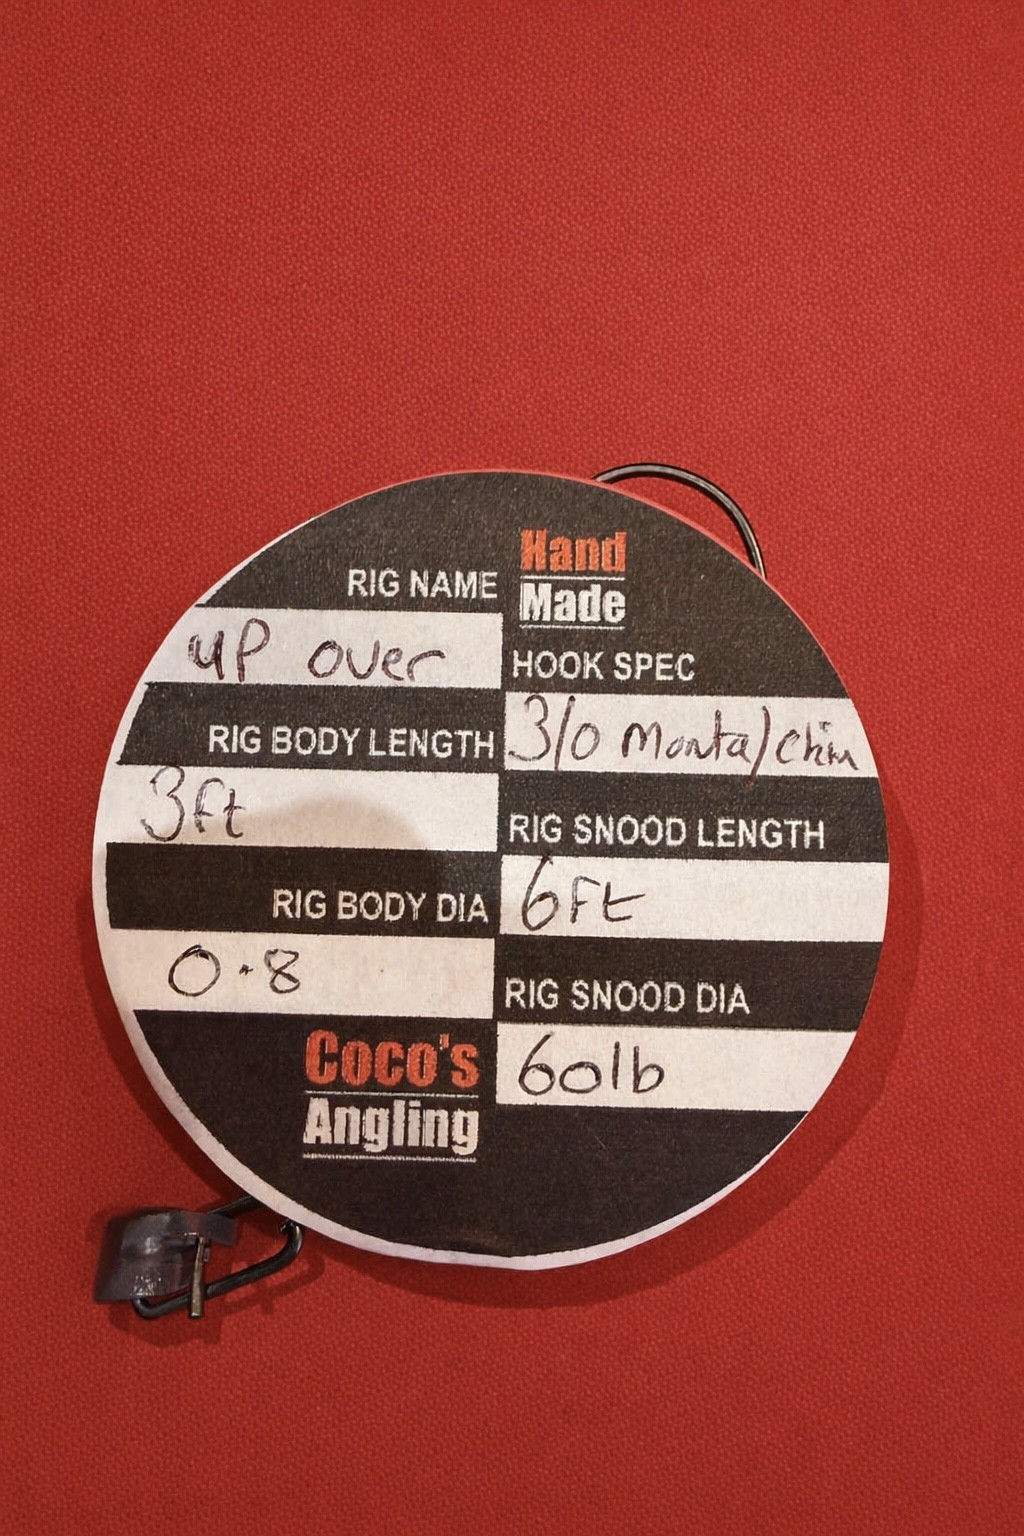 Hand
Made
RIG NAME
UP over
HOOK SPEC
3/0 Manta/chin
RIG BODY LENGTH
3ft
RIG SNOOD LENGTH
6ft
RIG BODY DIA
0.8
RIG SNOOD DIA
60lb
Coco's
Angling